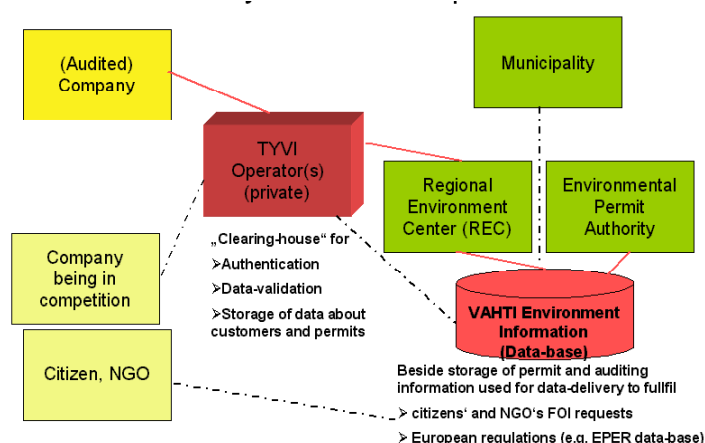 (Audited)
Company
Municipality
TYVI
Operator(s)
(private)
Regional
Environment
Center (REC)
Environmental
Permit
Authority
Company
being in
competition
„Clearing-house“ for
➢Authentication
➢Data-validation
➢Storage of data about
customers and permits
VAHTI Environment
Information
(Data-base)
Citizen, NGO
Beside storage of permit and auditing
information used for data-delivery to fullfil
➢ citizens‘ and NGO‘s FOI requests
➢ European regulations (e.g. EPER data-base)